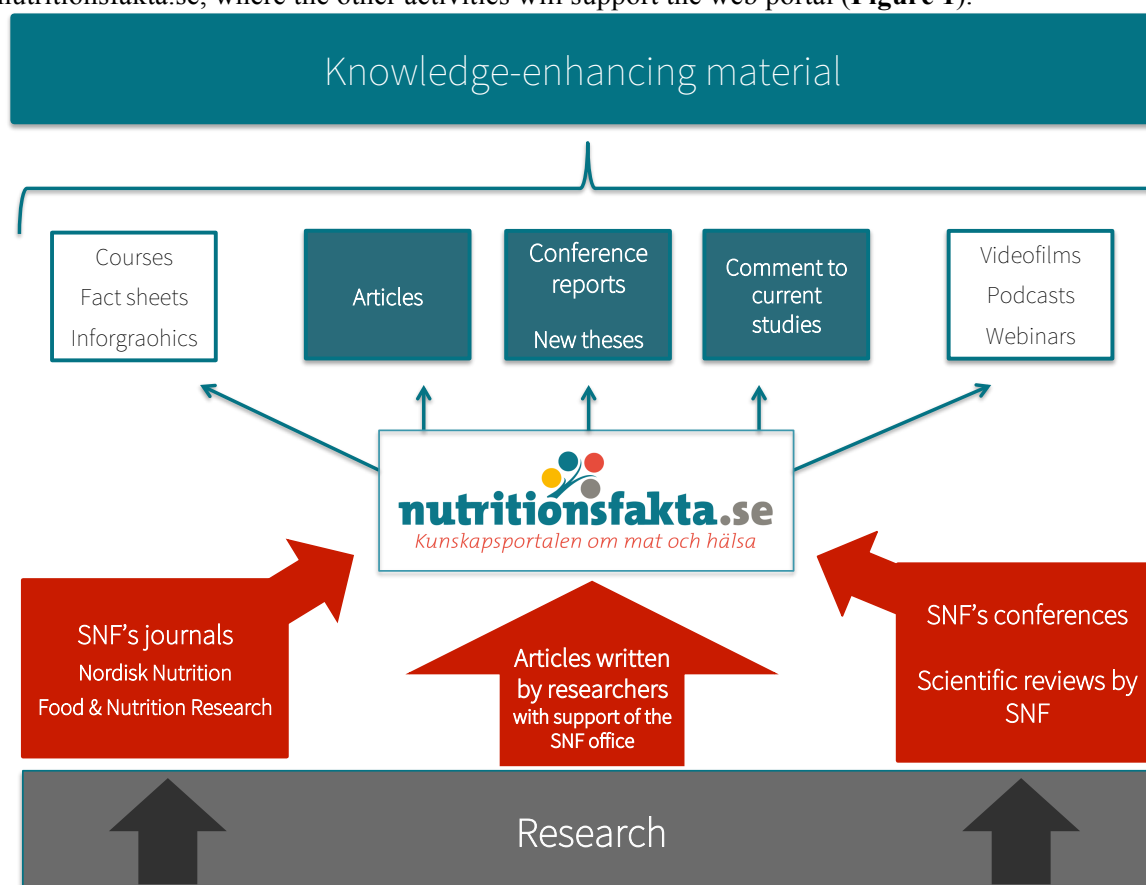 nutritionsfakta.se, where the other activities will support the web portal (Figure 1).
Knowledge-enhancing material
Courses
Fact sheets
Inforgraohics
Articles
Conference
reports
New theses
Comment to
current
studies
Videofilms
Podcasts
Webinars
nutritionsfakta.se
Kunskapsportalen om mat och hälsa
SNF's journals
Nordisk Nutrition
Food & Nutrition Research
Articles written
by researchers
with support of the
SNF office
SNF's conferences
Scientific reviews by
SNF
Research